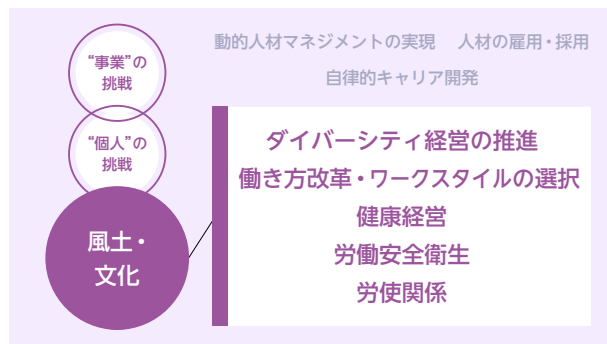 “事業”の
挑戦
“個人”の
挑戦
風土・
文化
動的人材マネジメントの実現 人材の雇用・採用
自律的キャリア開発
ダイバーシティ経営の推進
働き方改革・ワークスタイルの選択
健康経営
労働安全衛生
労使関係